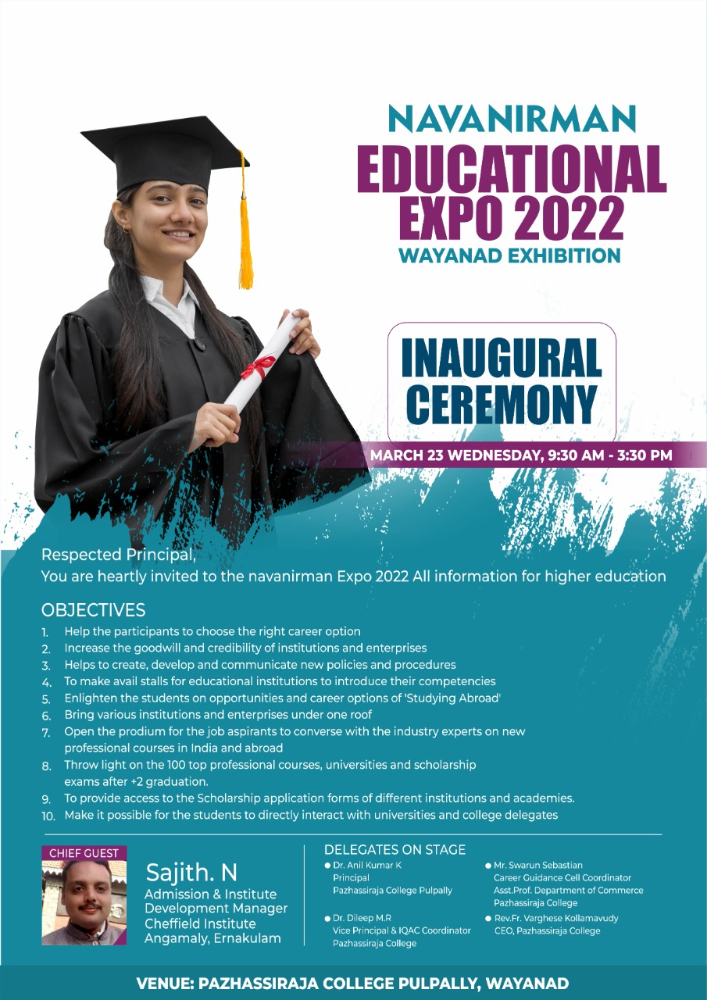 NAVANIRMAN
EDUCATIONAL
EXPO 2022
WAYANAD EXHIBITION
INAUGURAL
CEREMONY
MARCH 23 WEDNESDAY, 9:30 AM - 3:30 PM
Respected Principal,
You are heartly invited to the navanirman Expo 2022 All information for higher education
OBJECTIVES
1. Help the participants to choose the right career option
2. Increase the goodwill and credibility of institutions and enterprises
3. Helps to create, develop and communicate new policies and procedures
4. To make avail stalls for educational institutions to introduce their competencies
5. Enlighten the students on opportunities and career options of 'Studying Abroad'
6. Bring various institutions and enterprises under one roof
7. Open the prodium for the job aspirants to converse with the industry experts on new
professional courses in India and abroad
8. Throw light on the 100 top professional courses, universities and scholarship
exams after +2 graduation.
9. To provide access to the Scholarship application forms of different institutions and academies.
10. Make it possible for the students to directly interact with universities and college delegates
CHIEF GUEST
Sajith. N
Admission & Institute
Development Manager
Cheffield Institute
Angamaly, Ernakulam
DELEGATES ON STAGE
● Dr. Anil Kumar K
Principal
Pazhassiraja College Pulpally
● Dr. Dileep M.R
Vice Principal & IQAC Coordinator
Pazhassiraja College
● Mr. Swarun Sebastian
Career Guidance Cell Coordinator
Asst.Prof. Department of Commerce
Pazhassiraja College
● Rev.Fr. Varghese Kollamavudy
CEO, Pazhassiraja College
VENUE: PAZHASSIRAJA COLLEGE PULPALLY, WAYANAD